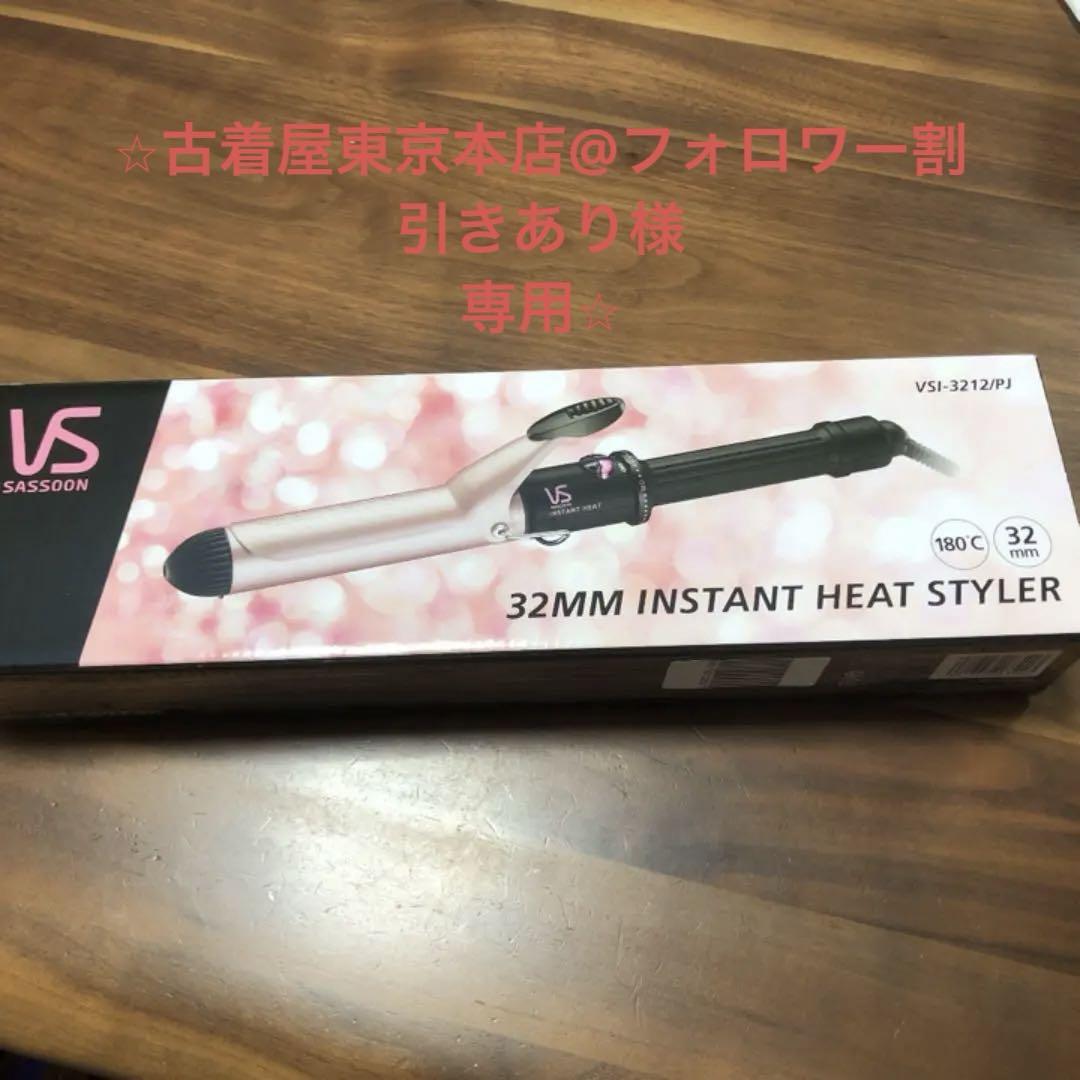 ☆古着屋東京本店@フォロワー割
引きあり様
専用☆
VSI-3212/PJ
VS
SASSOON
VS
INSTANT HEAT
180℃
32
mm
32MM INSTANT HEAT STYLER